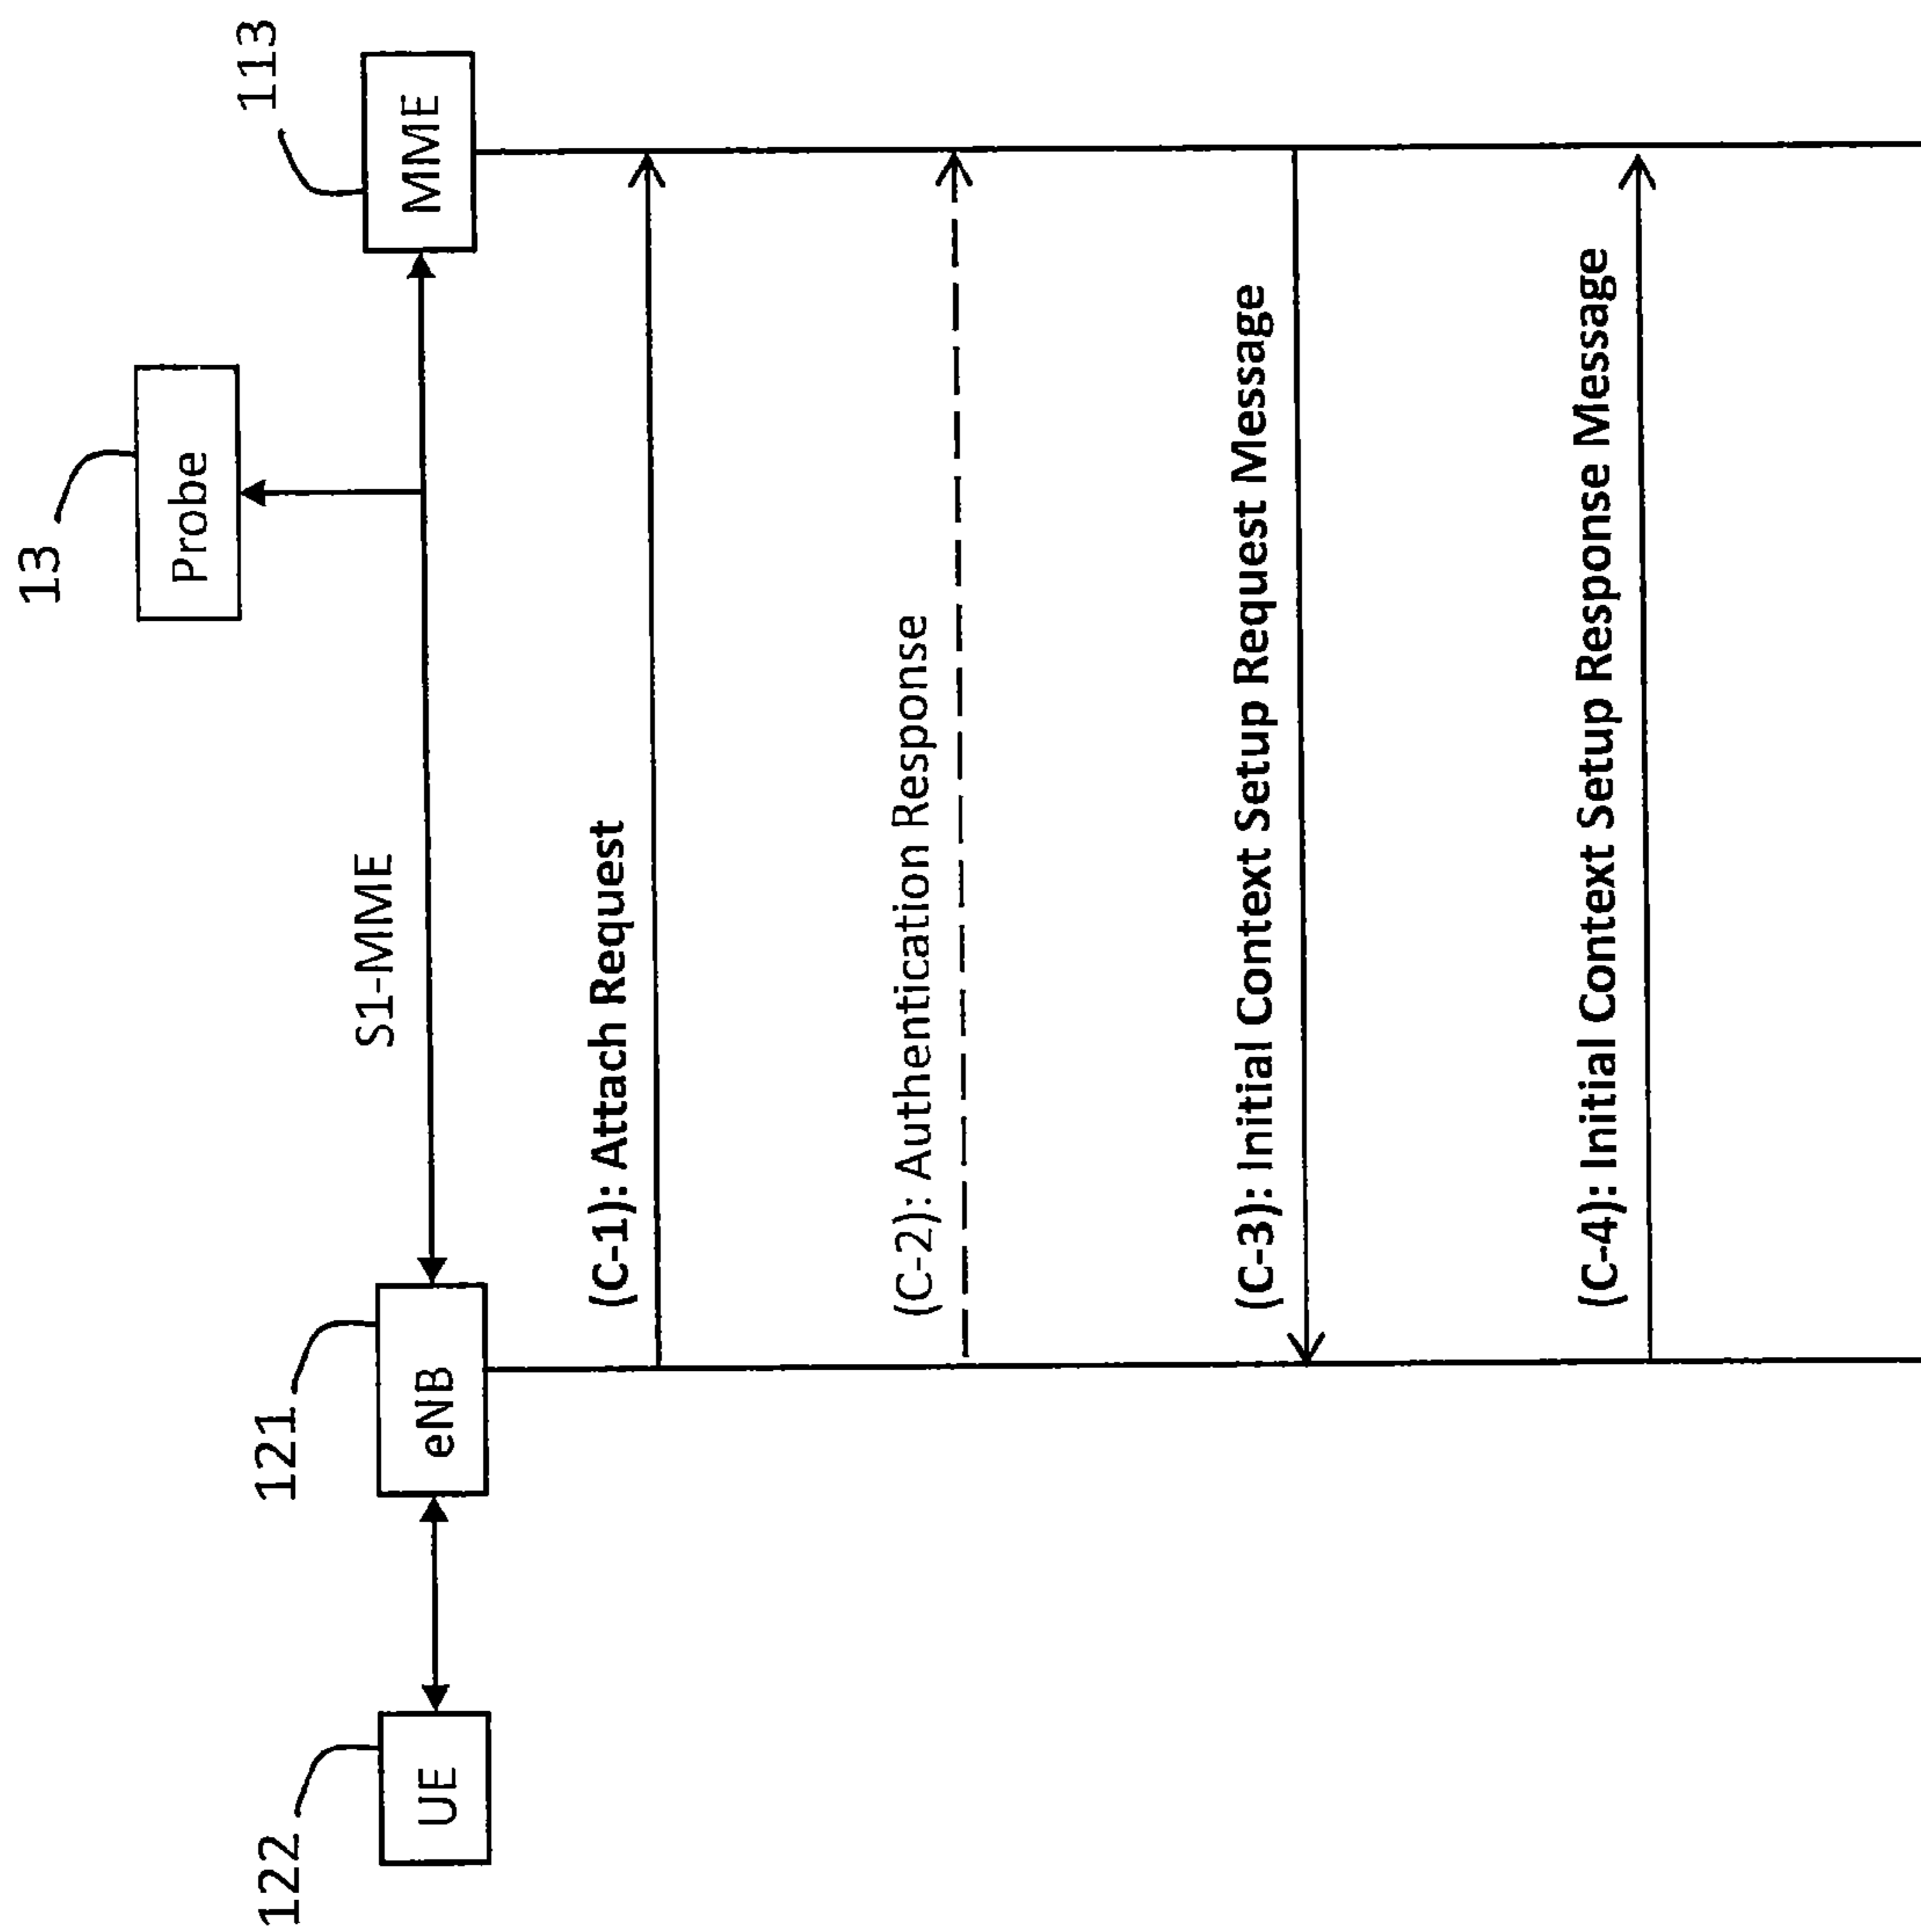 13
Probe
122
121
113
UE
eNB
S1-MME
MME
(C-1): Attach Request
(C-2): Authentication Response
(C-3): Initial Context Setup Request Message
(C-4): Initial Context Setup Response Message